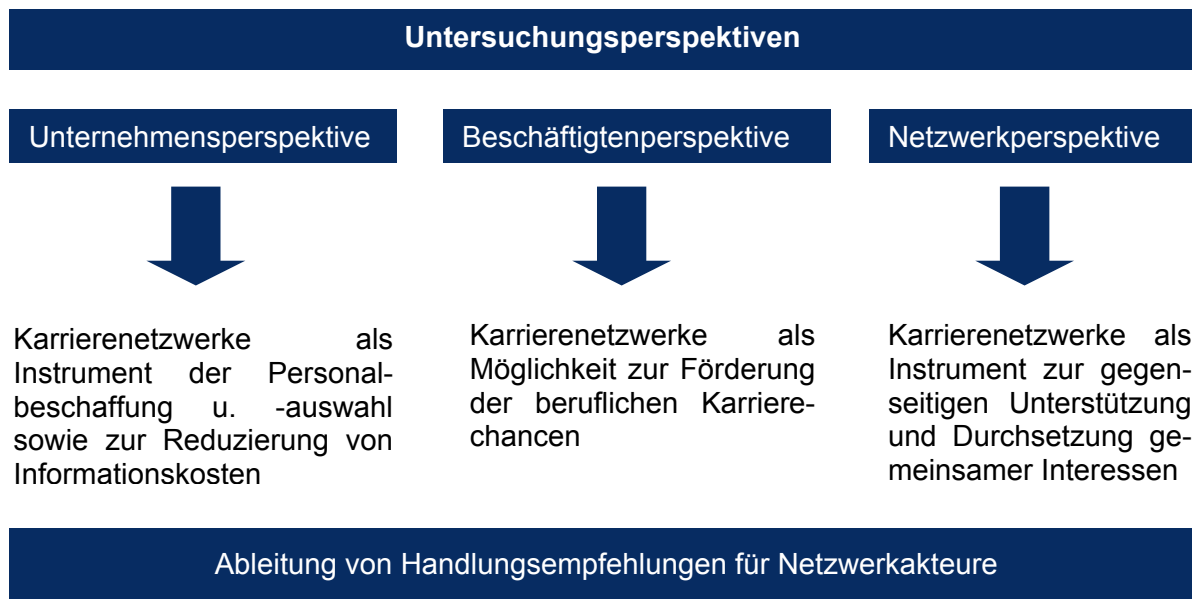 Untersuchungsperspektiven
Unternehmensperspektive
Beschäftigtenperspektive
Netzwerkperspektive
Karrierenetzwerke als
Instrument der Personal-
beschaffung u. -auswahl
sowie zur Reduzierung von
Informationskosten
Karrierenetzwerke als
Möglichkeit zur Förderung
der beruflichen Karriere-
chancen
Karrierenetzwerke als
Instrument zur gegen-
seitigen Unterstützung
und Durchsetzung ge-
meinsamer Interessen
Ableitung von Handlungsempfehlungen für Netzwerkakteure